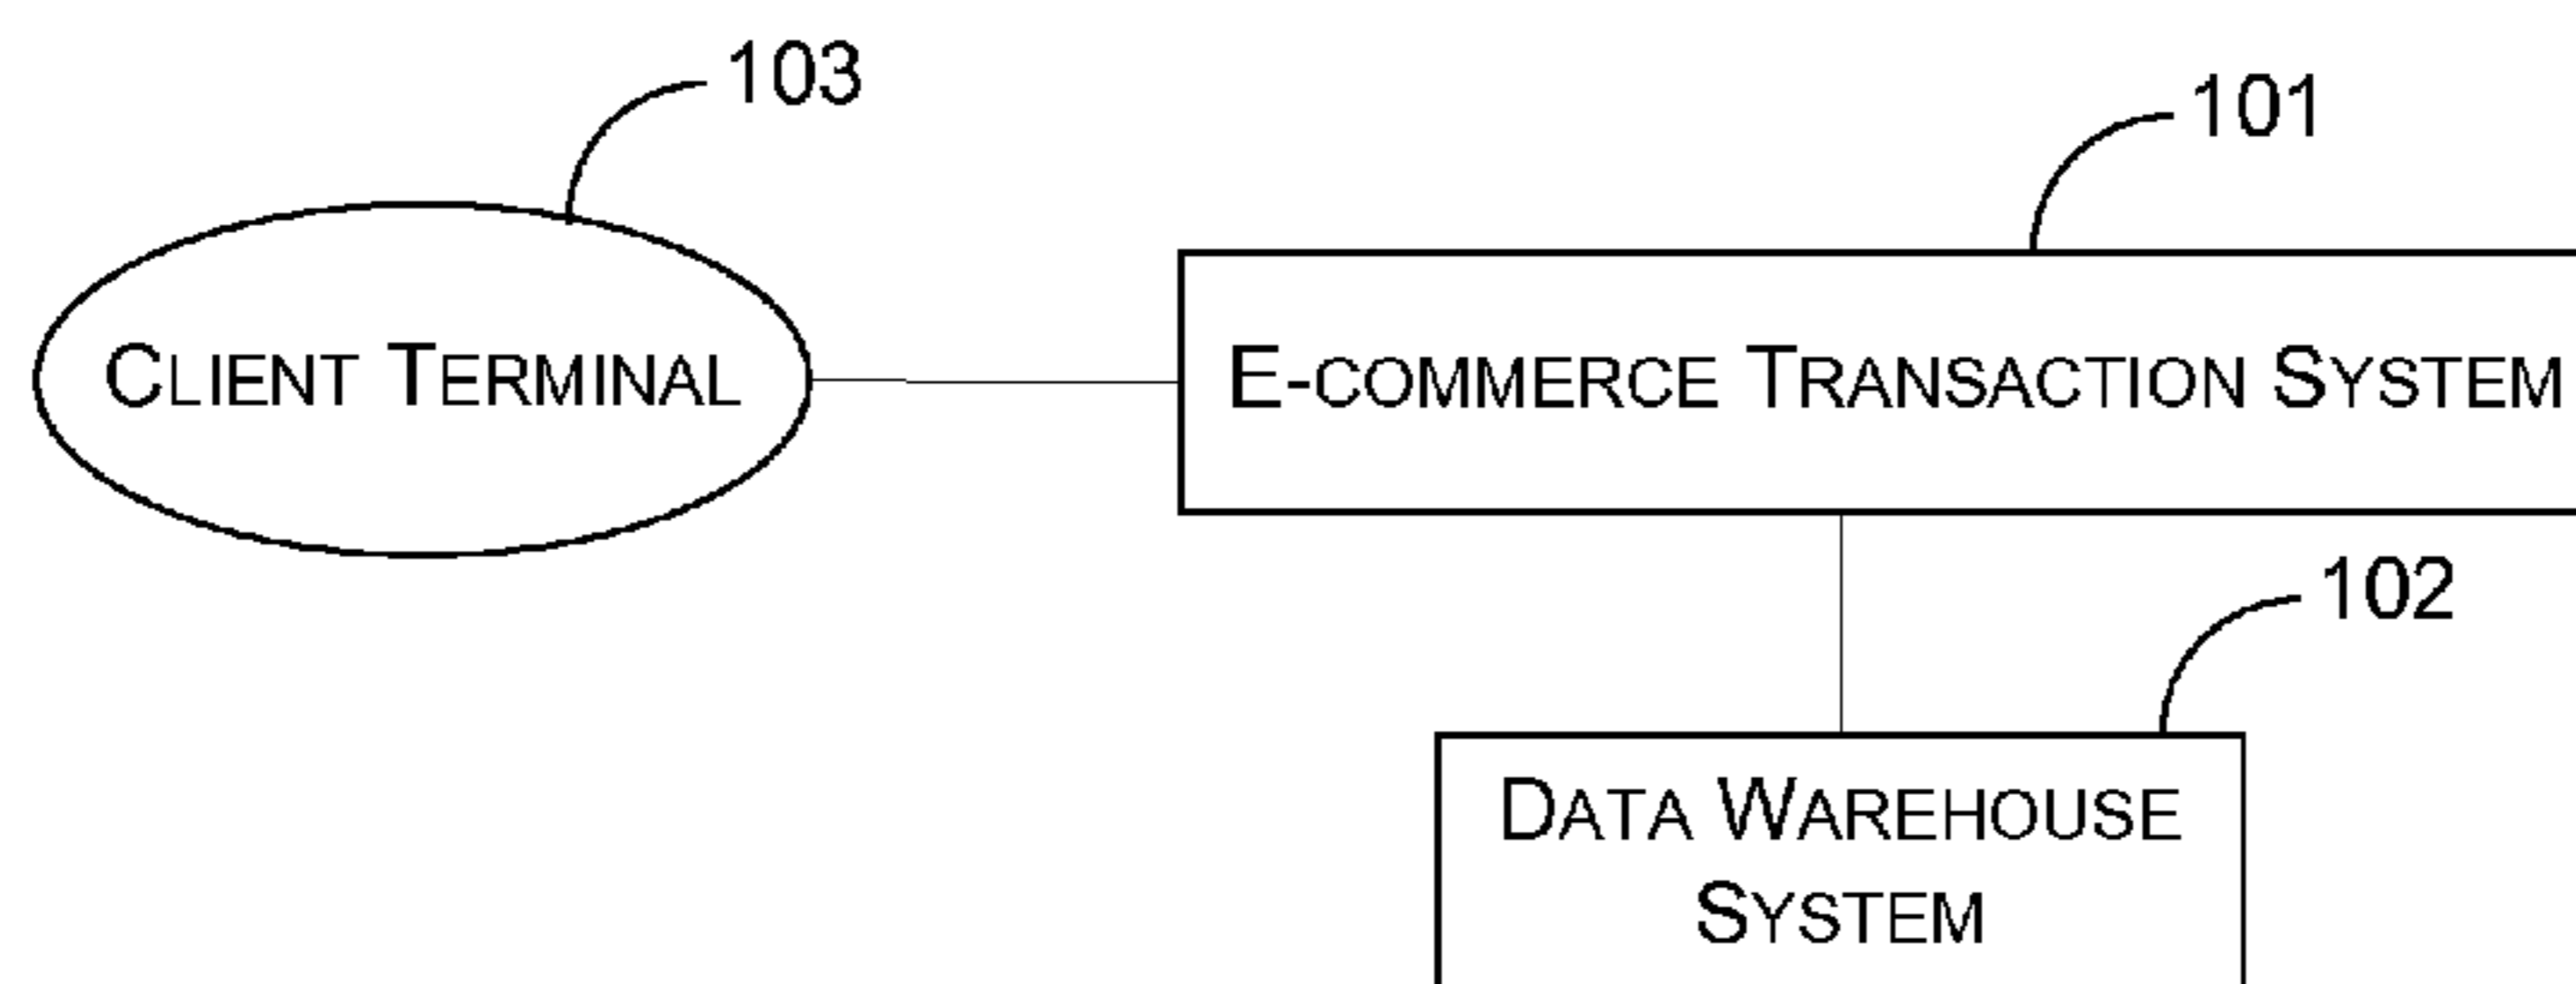 103
101
CLIENT TERMINAL
E-COMMERCE TRANSACTION SYSTEM
102
DATA WAREHOUSE
SYSTEM